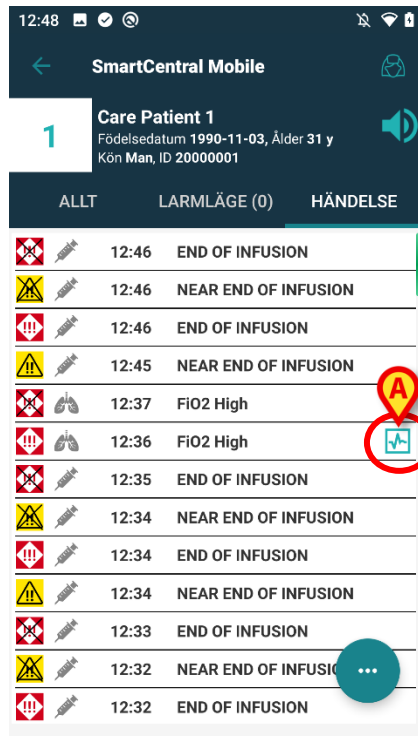 12:48
SmartCentral Mobile
1
Care Patient 1
Födelsedatum 1990-11-03, Ålder 31 y
Kön Man, ID 20000001
ALLT LARMLÄGE (0) HÄNDELSE
!!! 12:46 END OF INFUSION
!! 12:46 NEAR END OF INFUSION
!!! 12:46 END OF INFUSION
!! 12:45 NEAR END OF INFUSION
A
!!! 12:37 FiO2 High
!!! 12:36 FiO2 High
!!! 12:35 END OF INFUSION
!! 12:34 NEAR END OF INFUSION
!!! 12:34 END OF INFUSION
!! 12:34 NEAR END OF INFUSION
!!! 12:33 END OF INFUSION
!! 12:32 NEAR END OF INFUSIO
!!! 12:32 END OF INFUSION